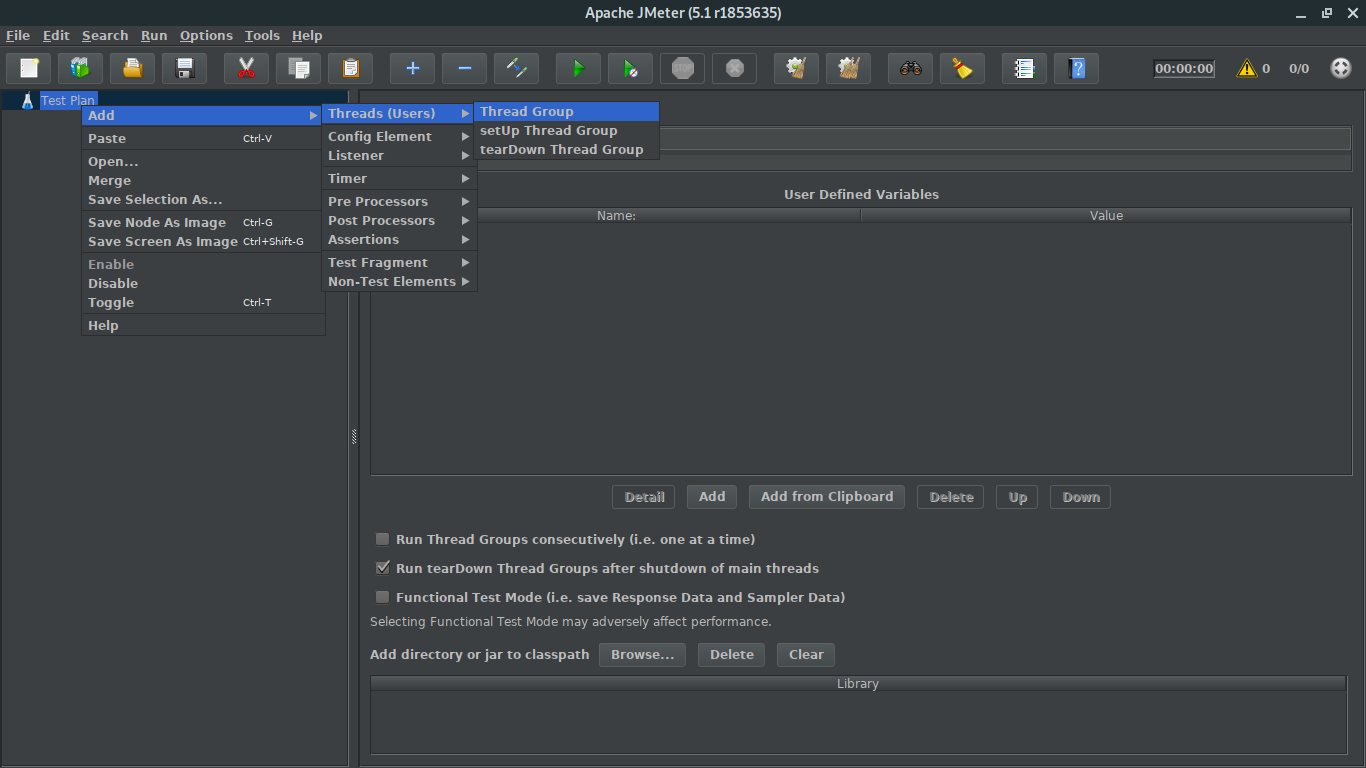 Apache JMeter (5.1 r1853635)
File Edit Search Run Options Tools Help
STOP
00:00:00 0 0/0
Test Plan
Add
Paste Ctrl-V
Open...
Merge
Save Selection As...
Save Node As Image Ctrl-G
Save Screen As Image Ctrl+Shift-G
Enable
Disable
Toggle Ctrl-T
Help
Threads (Users)
Config Element
Listener
Timer
Pre Processors
Post Processors
Assertions
Test Fragment
Non-Test Elements
Thread Group
setUp Thread Group
tearDown Thread Group
User Defined Variables
Name: Value
Detail Add Add from Clipboard Delete Up Down
Run Thread Groups consecutively (i.e. one at a time)
Run tearDown Thread Groups after shutdown of main threads
Functional Test Mode (i.e. save Response Data and Sampler Data)
Selecting Functional Test Mode may adversely affect performance.
Add directory or jar to classpath Browse... Delete Clear
Library